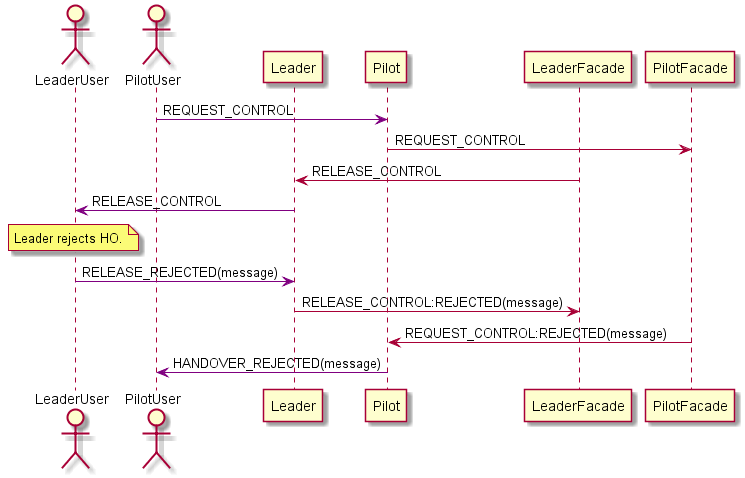 LeaderUser
PilotUser
Leader
Pilot
LeaderFacade
PilotFacade
REQUEST_CONTROL
REQUEST_CONTROL
RELEASE_CONTROL
RELEASE_CONTROL
Leader rejects HO.
RELEASE_REJECTED(message)
RELEASE_CONTROL:REJECTED(message)
REQUEST_CONTROL:REJECTED(message)
HANDOVER_REJECTED(message)
LeaderUser
PilotUser
Leader
Pilot
LeaderFacade
PilotFacade